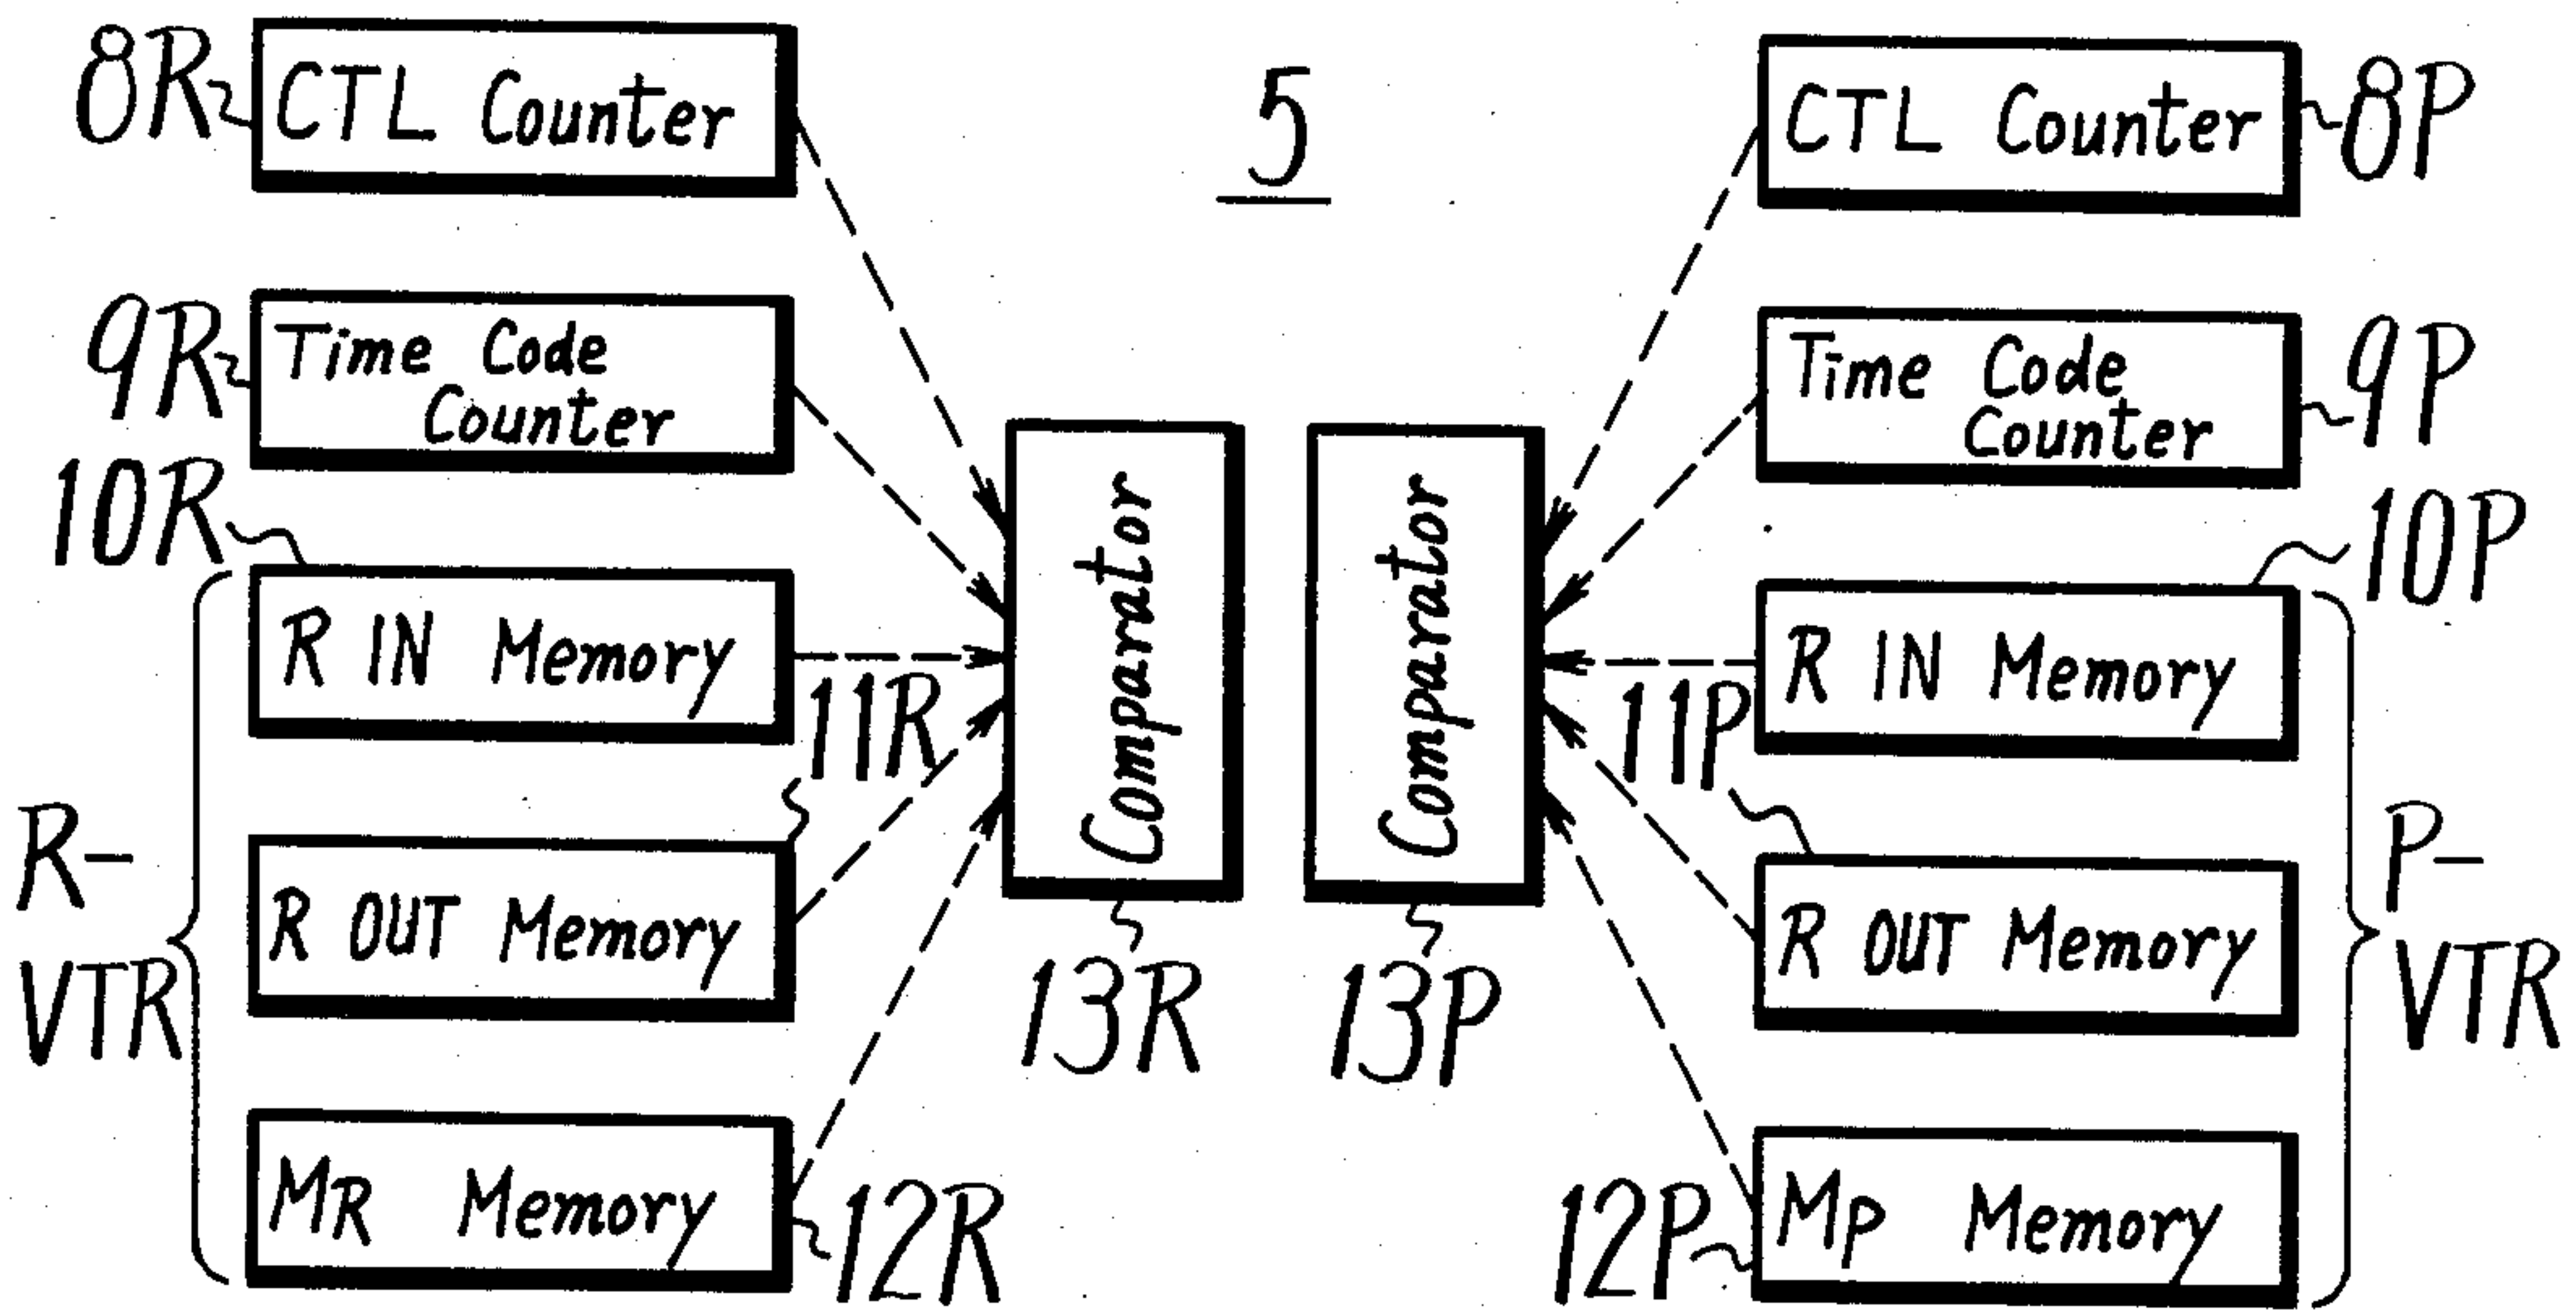 8R
CTL Counter
5
CTL Counter
8P
9R
Time Code
Counter
Time Code
Counter
9P
10R
R IN Memory
11R
Comparator
13R
Comparator
13P
10P
R IN Memory
11P
R-
VTR
R OUT Memory
R OUT Memory
P-
VTR
MR Memory
12R
12P
MP Memory